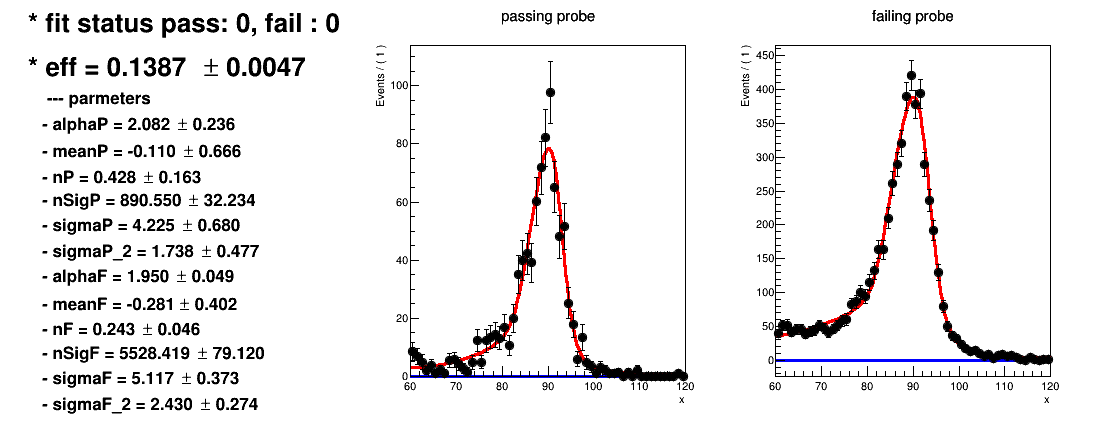 * fit status pass: 0, fail : 0
* eff = 0.1387 ± 0.0047
--- parmeters
- alphaP = 2.082 ± 0.236
- meanP = -0.110 ± 0.666
- nP = 0.428 ± 0.163
- nSigP = 890.550 ± 32.234
- sigmaP = 4.225 ± 0.680
- sigmaP_2 = 1.738 ± 0.477
- alphaF = 1.950 ± 0.049
- meanF = -0.281 ± 0.402
- nF = 0.243 ± 0.046
- nSigF = 5528.419 ± 79.120
- sigmaF = 5.117 ± 0.373
- sigmaF_2 = 2.430 ± 0.274
passing probe
Events / ( 1 )
100
80
60
40
20
0
60 70 80 90 100 110 120
x
failing probe
Events / ( 1 )
450
400
350
300
250
200
150
100
50
0
60 70 80 90 100 110 120
x